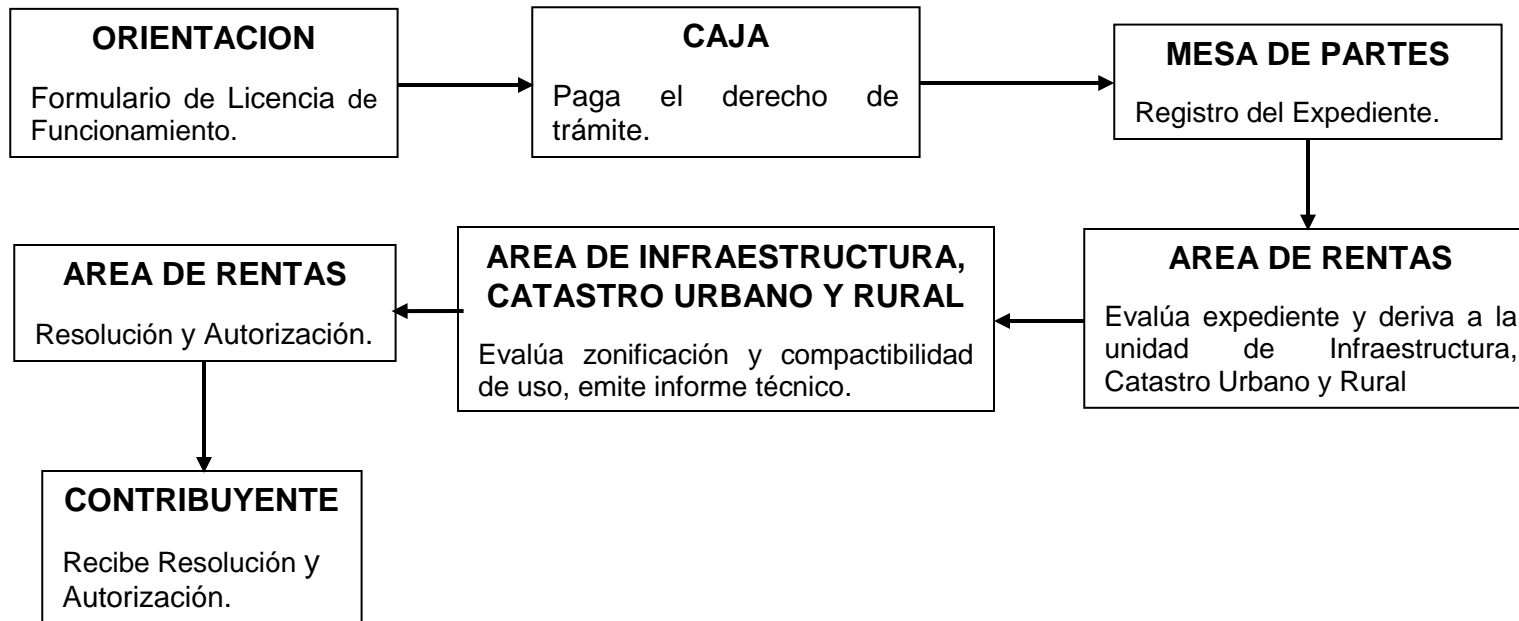 ORIENTACION
Formulario de Licencia de
Funcionamiento.
CAJA
Paga el derecho de
trámite.
MESA DE PARTES
Registro del Expediente.
AREA DE RENTAS
Evalúa expediente y deriva a la
unidad de Infraestructura,
Catastro Urbano y Rural
AREA DE INFRAESTRUCTURA,
CATASTRO URBANO Y RURAL
Evalúa zonificación y compactibilidad
de uso, emite informe técnico.
AREA DE RENTAS
Resolución y Autorización.
CONTRIBUYENTE
Recibe Resolución y
Autorización.